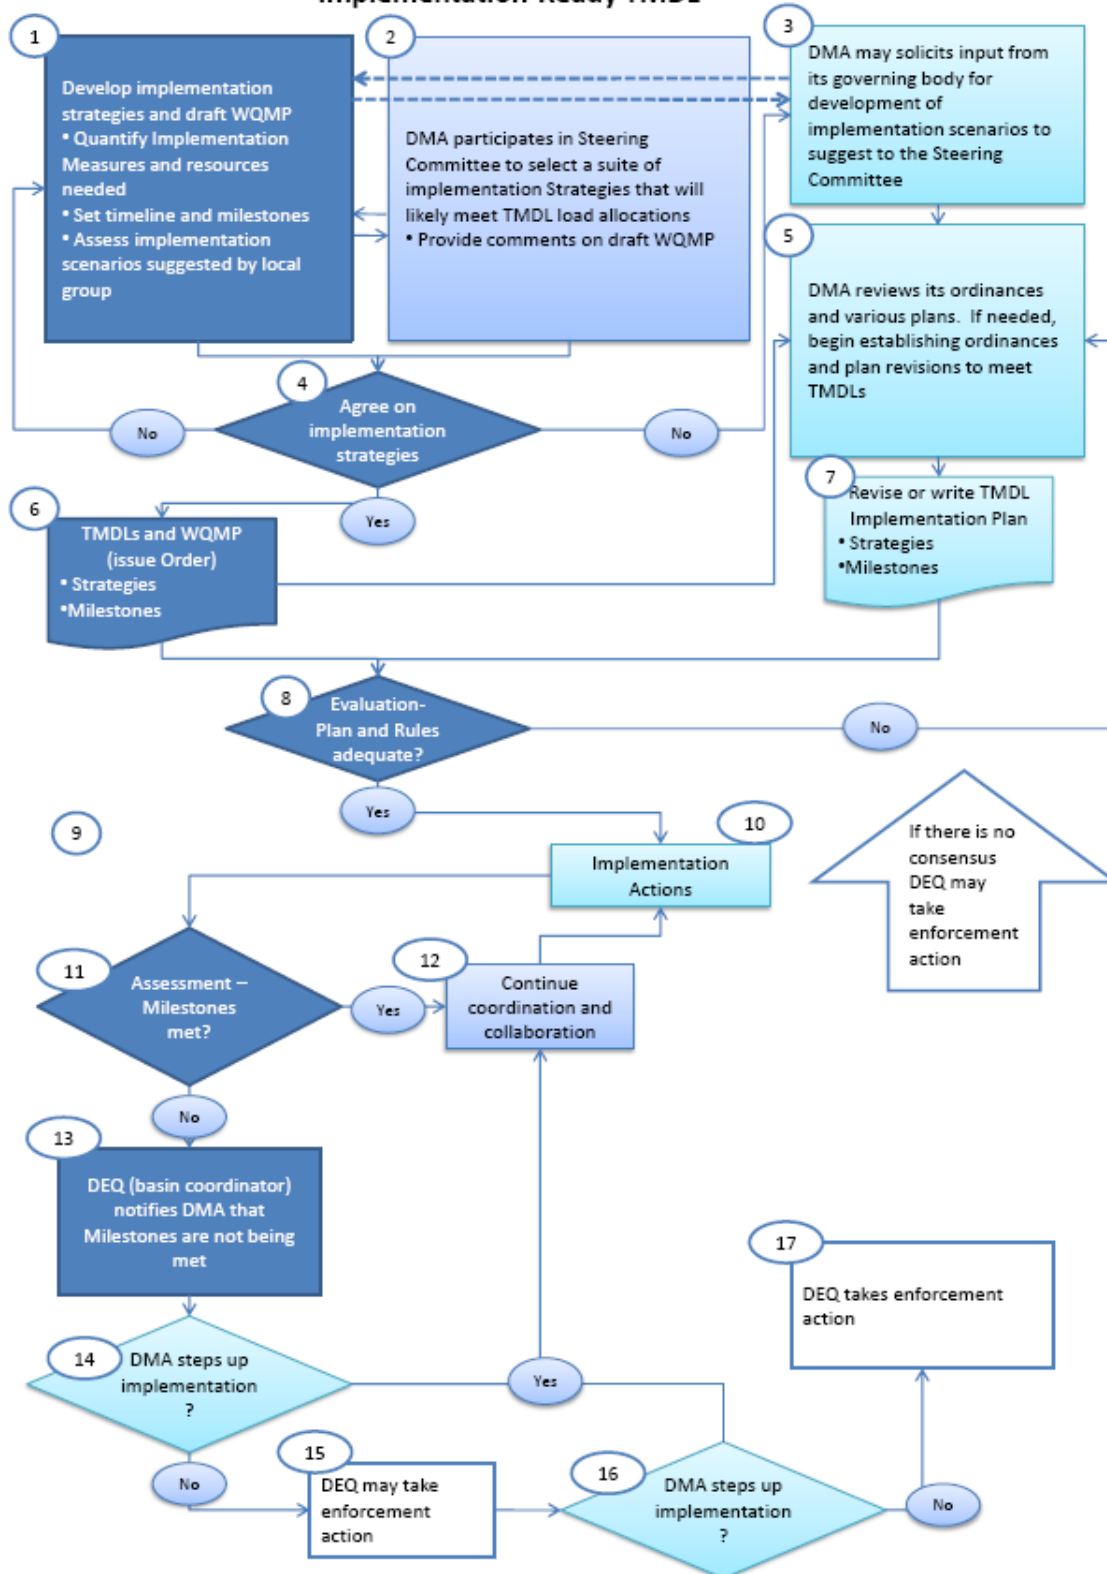 Implementation-Ready TMDL
1
Develop implementation
strategies and draft WQMP
• Quantify Implementation
Measures and resources
needed
• Set timeline and milestones
• Assess implementation
scenarios suggested by local
group
2
DMA participates in Steering
Committee to select a suite of
implementation Strategies that will
likely meet TMDL load allocations
• Provide comments on draft WQMP
3
DMA may solicits input from
its governing body for
development of
implementation scenarios to
suggest to the Steering
Committee
4
Agree on
implementation
strategies
No
No
Yes
5
DMA reviews its ordinances
and various plans. If needed,
begin establishing ordinances
and plan revisions to meet
TMDLs
6
TMDLs and WQMP
(issue Order)
• Strategies
•Milestones
7
Revise or write TMDL
Implementation Plan
• Strategies
•Milestones
8
Evaluation-
Plan and Rules
adequate?
No
Yes
9
10
Implementation
Actions
If there is no
consensus
DEQ may
take
enforcement
action
11
Assessment –
Milestones
met?
Yes
12
Continue
coordination and
collaboration
No
13
DEQ (basin coordinator)
notifies DMA that
Milestones are not being
met
14
DMA steps up
implementation
?
Yes
No
15
DEQ may take
enforcement
action
16
DMA steps up
implementation
?
No
17
DEQ takes enforcement
action